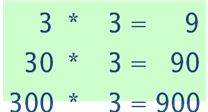 3 * 3 = 9
30 * 3 = 90
300 * 3 = 900